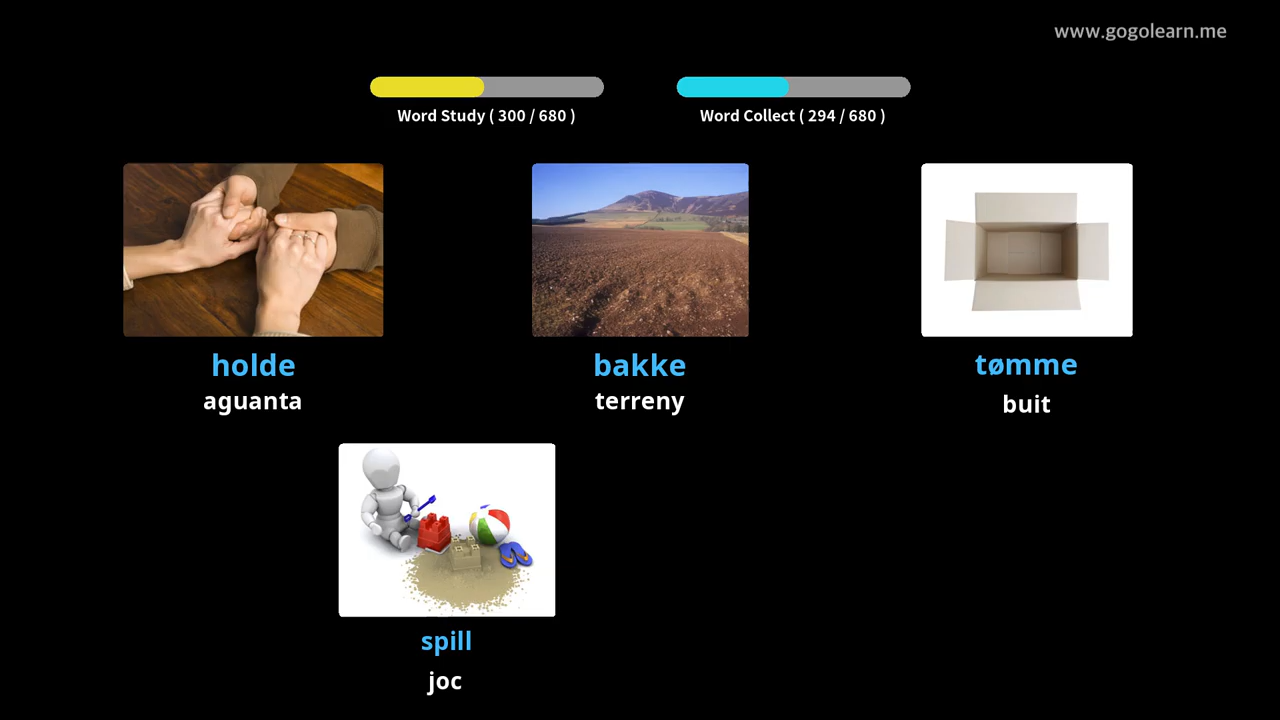 www.gogolearn.me
Word Study ( 300 / 680 )
Word Collect ( 294 / 680 )
holde
aguanta
bakke
terreny
tømme
buit
spill
joc